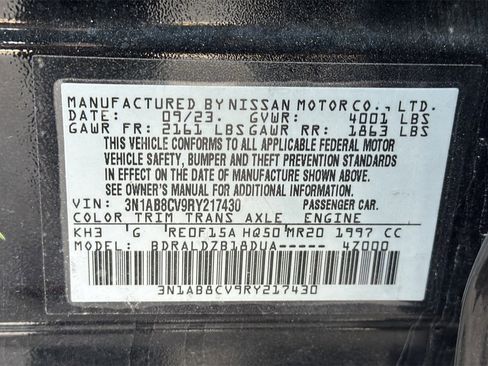 MANUFACTURED BY NISSAN MOTOR CO., LTD.
DATE: 09/23. GVWR: 4001 LBS
GAWR FR: 2161 LBS GAWR RR: 1863 LBS
THIS VEHICLE CONFORMS TO ALL APPLICABLE FEDERAL MOTOR
VEHICLE SAFETY, BUMPER AND THEFT PREVENTION STANDARDS
IN EFFECT ON THE DATE OF MANUFACTURE SHOWN ABOVE.
SEE OWNER'S MANUAL FOR ADDITIONAL INFORMATION.
VIN: 3N1AB8CV9RY217430 PASSENGER CAR.
COLOR TRIM TRANS AXLE ENGINE
KH3 G RE0F15A HQ50 MR20 1997 CC
MODEL: BDRALDZB18DUA---- 4Z000
3N1AB8CV9RY217430